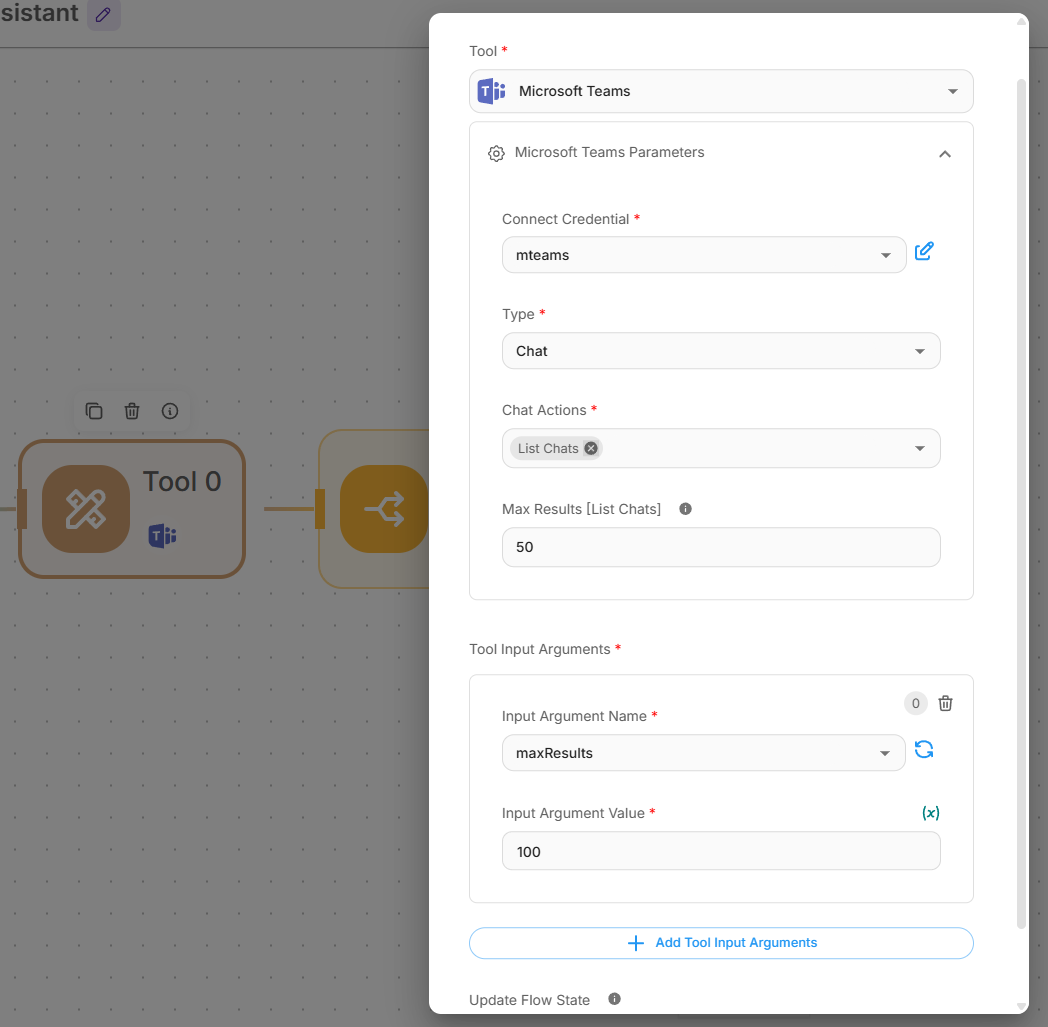 sistant
Tool *
Microsoft Teams
Microsoft Teams Parameters
Connect Credential *
mteams
Type *
Chat
Chat Actions *
List Chats
Max Results [List Chats]
50
Tool 0
Tool Input Arguments *
0
Input Argument Name *
maxResults
Input Argument Value *
(x)
100
Add Tool Input Arguments
Update Flow State